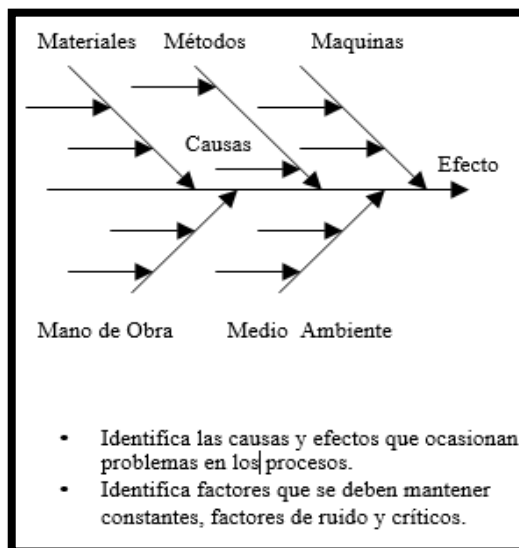 Materiales Métodos Maquinas
Causas
Efecto
Mano de Obra Medio Ambiente
• Identifica las causas y efectos que ocasionan
problemas en los procesos.
• Identifica factores que se deben mantener
constantes, factores de ruido y críticos.